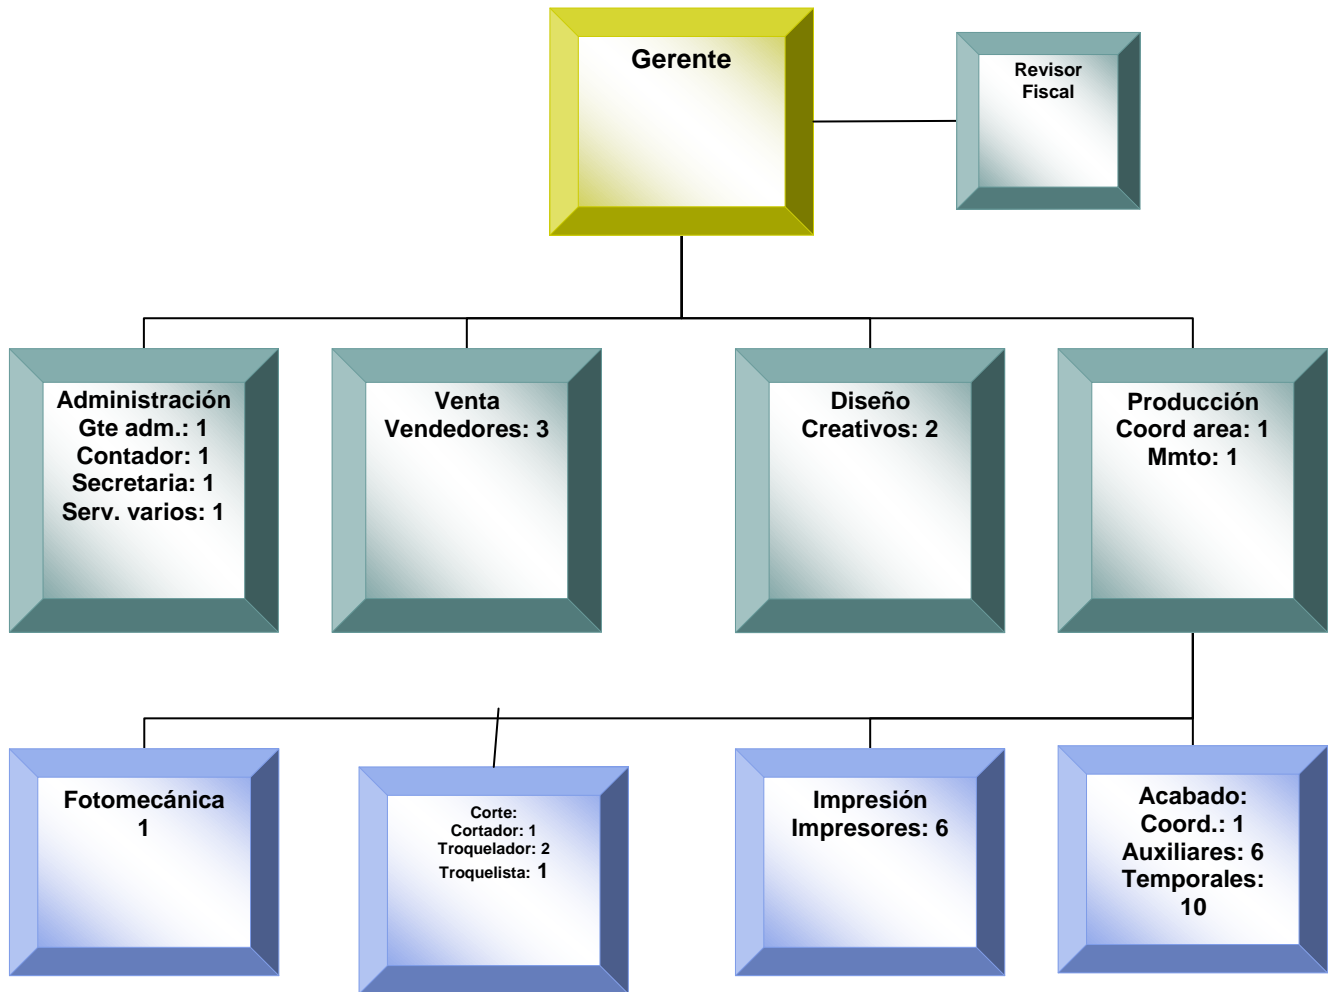 Gerente
Revisor
Fiscal
Administración
Gte adm.: 1
Contador: 1
Secretaria: 1
Serv. varios: 1
Venta
Vendedores: 3
Diseño
Creativos: 2
Producción
Coord area: 1
Mmto: 1
Fotomecánica
1
Corte:
Cortador: 1
Troquelador: 2
Troquelista: 1
Impresión
Impresores: 6
Acabado:
Coord.: 1
Auxiliares: 6
Temporales:
10